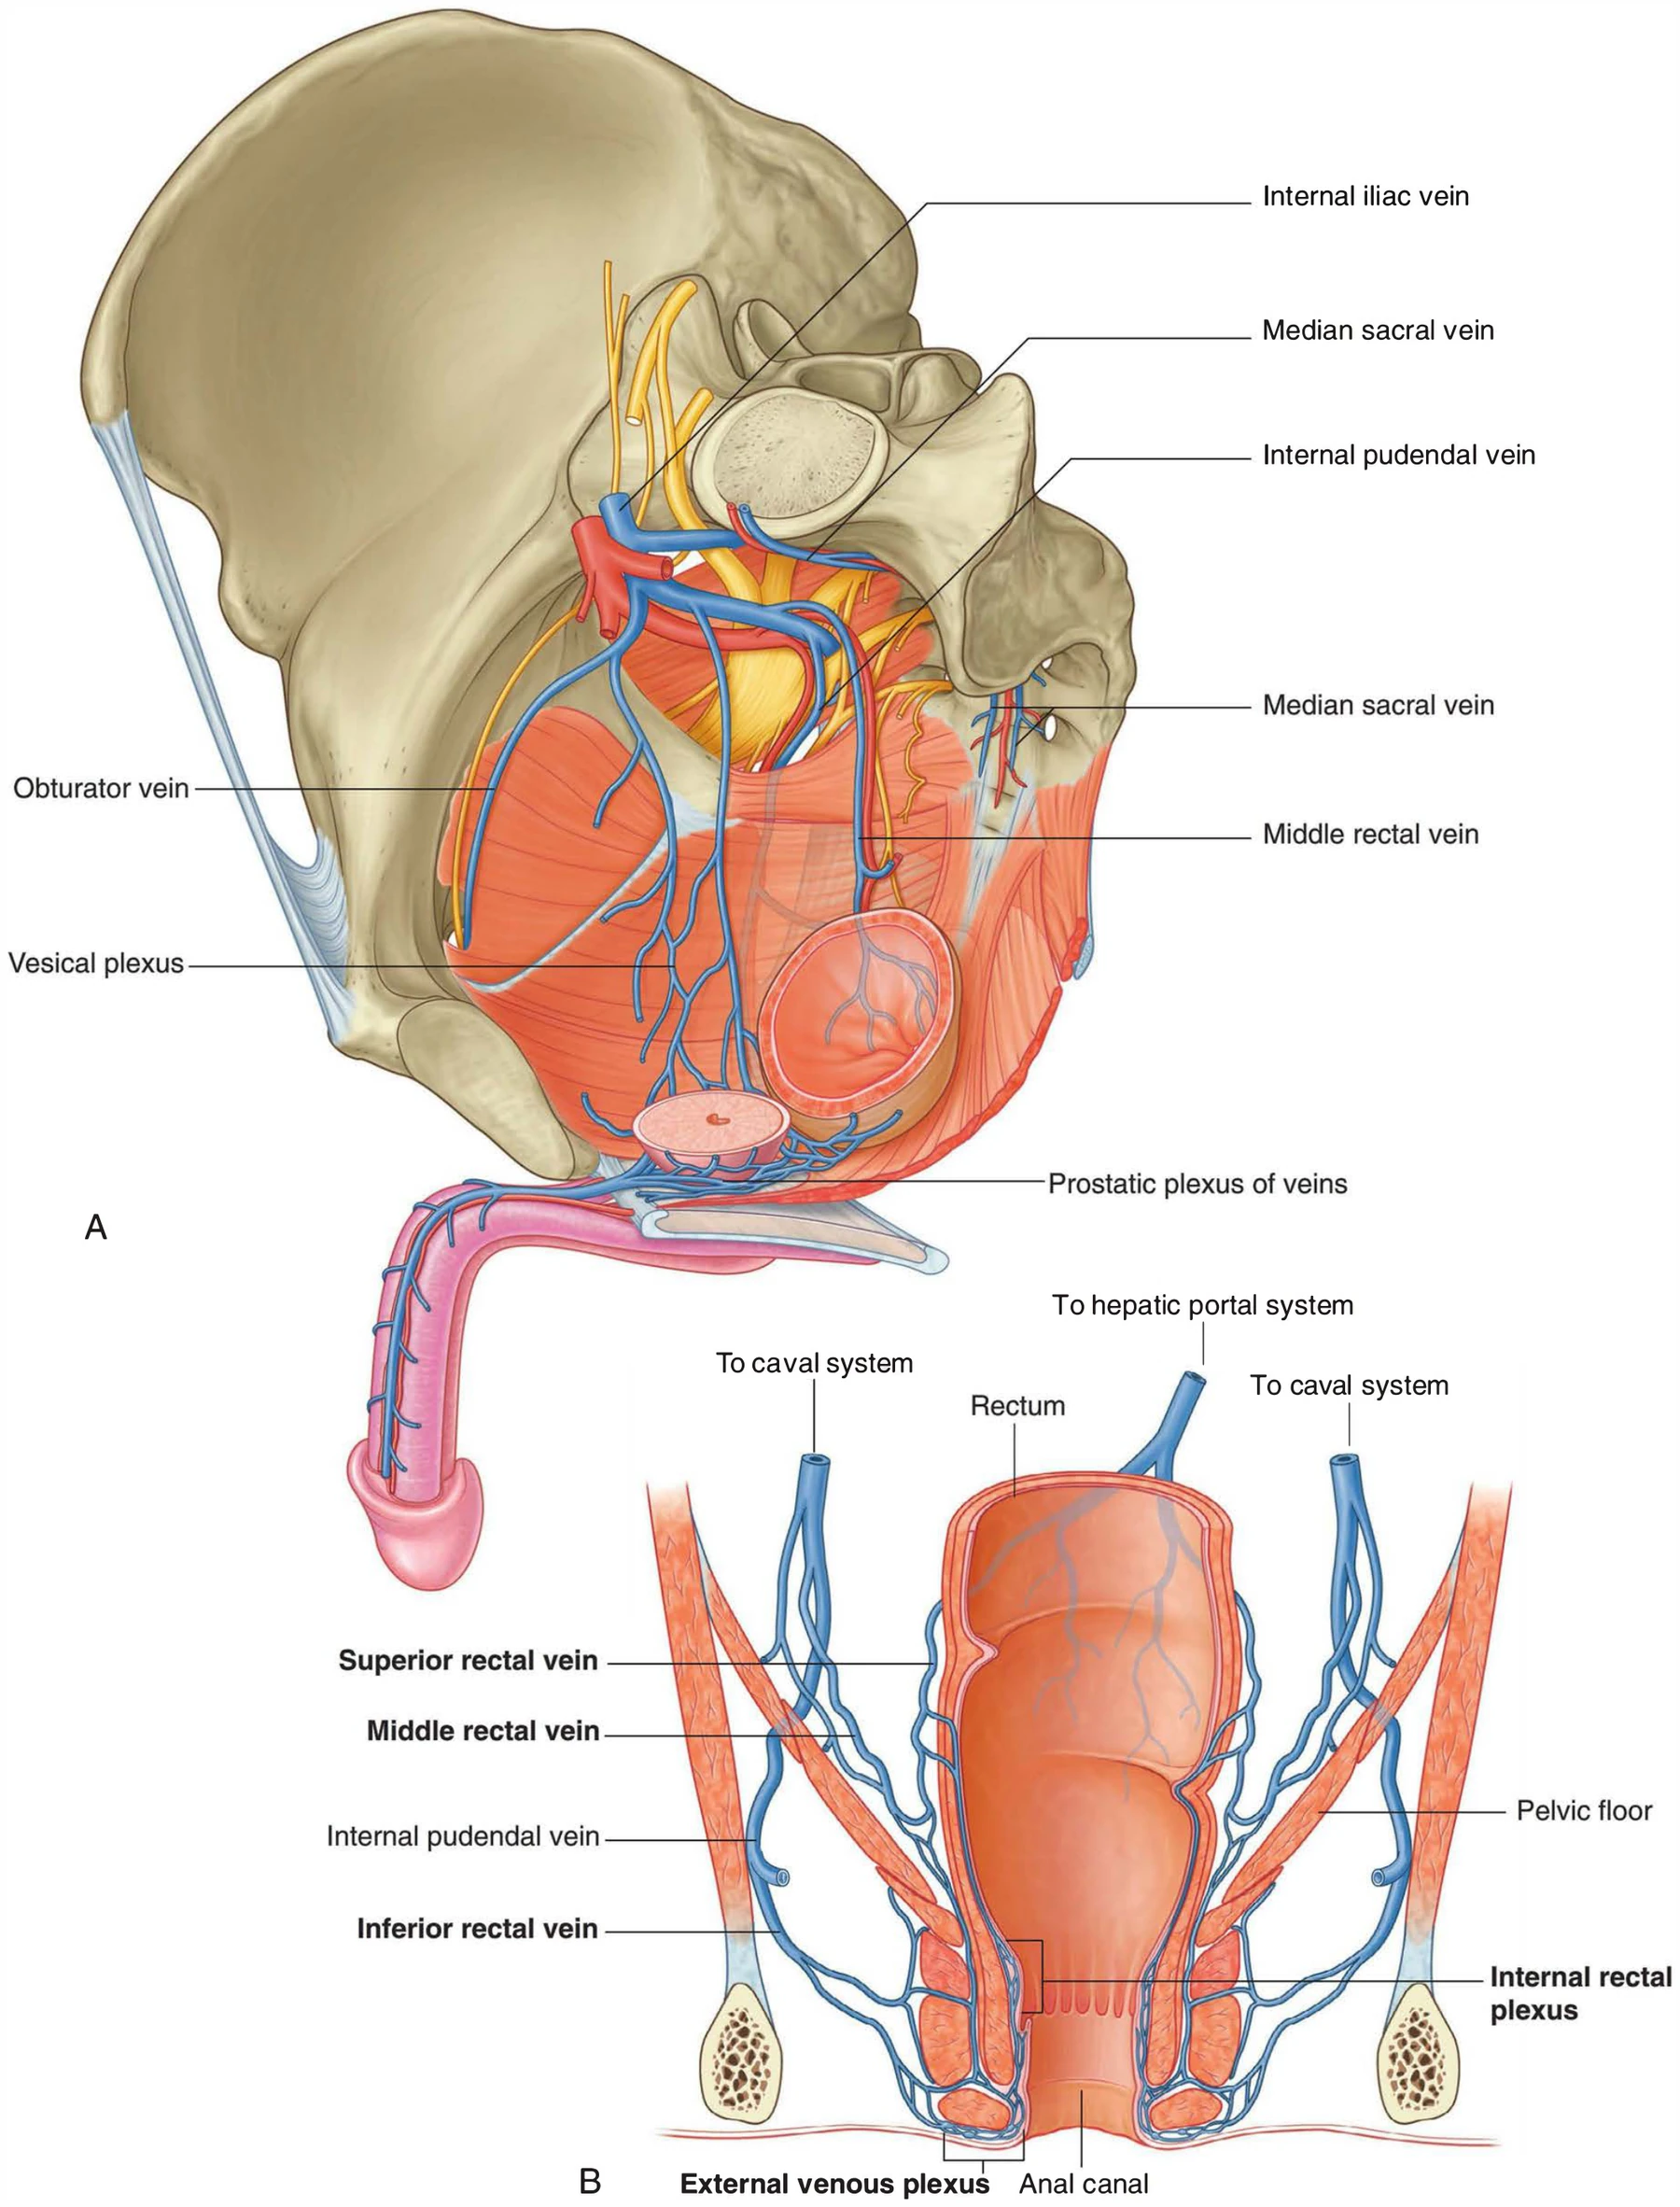 Internal iliac vein
Median sacral vein
Internal pudendal vein
Median sacral vein
Obturator vein
Middle rectal vein
Vesical plexus
Prostatic plexus of veins
A
To hepatic portal system
To caval system
To caval system
Rectum
Superior rectal vein
Middle rectal vein
Pelvic floor
Internal pudendal vein
Inferior rectal vein
Internal rectal
plexus
B
External venous plexus
Anal canal